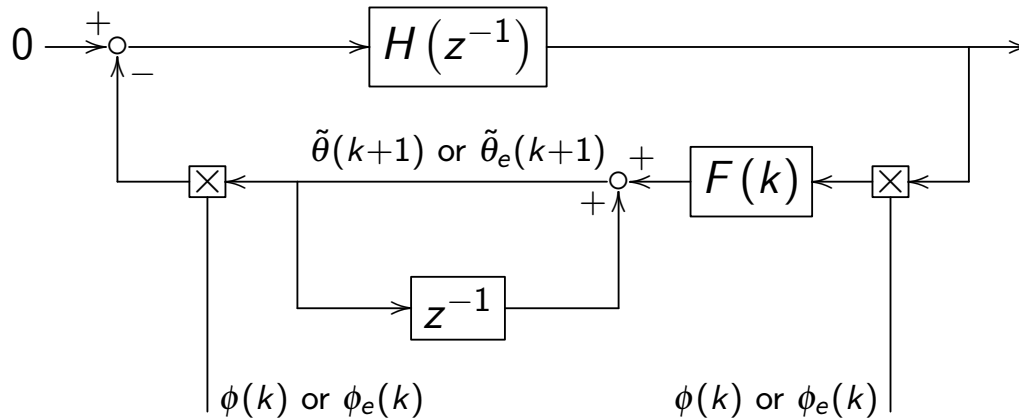 0 + − H(z⁻¹)
θ̃(k+1) or θ̃ₑ(k+1) + + F(k)
z⁻¹
ϕ(k) or ϕₑ(k) ϕ(k) or ϕₑ(k)